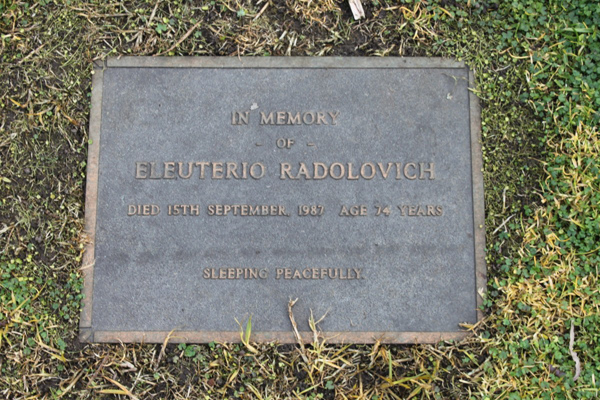 IN MEMORY
- OF -
ELEUTERIO RADOLOVICH
DIED 15TH SEPTEMBER, 1987 AGE 74 YEARS
SLEEPING PEACEFULLY.